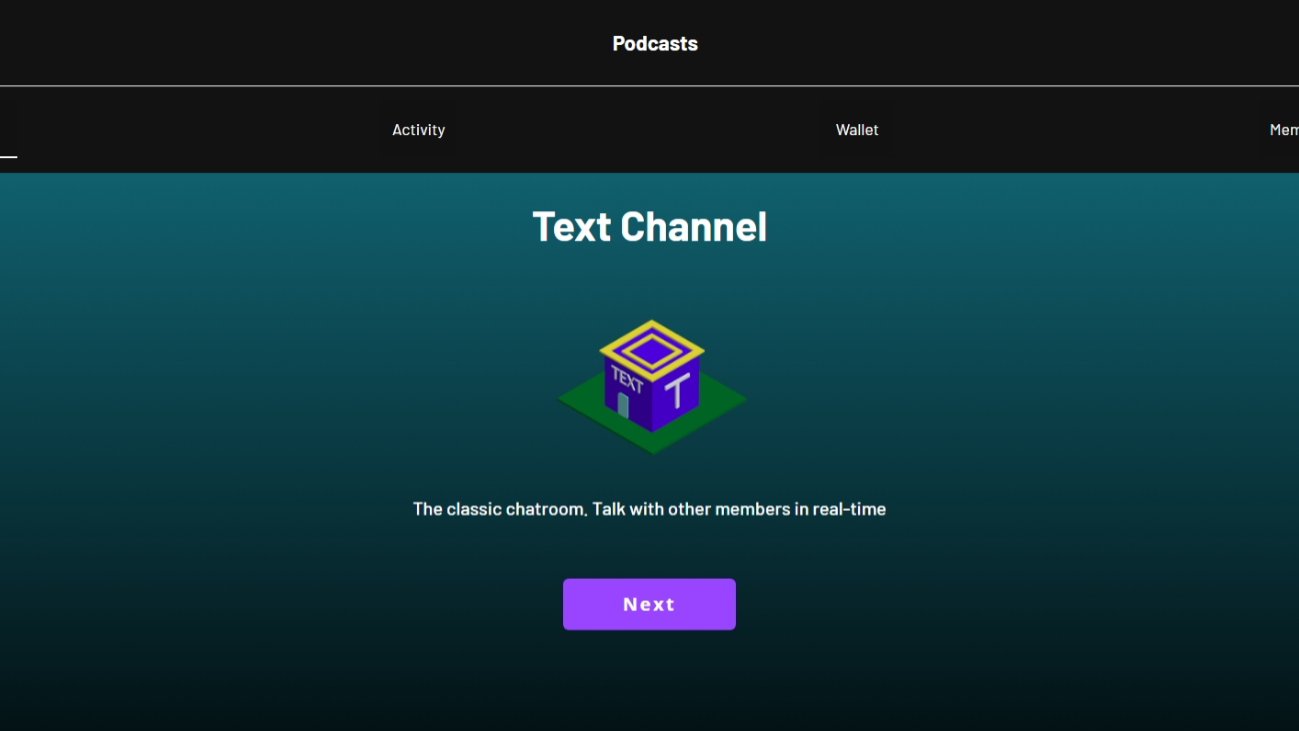 Podcasts
Activity
Wallet
Mem
Text Channel
TEXT
T
The classic chatroom. Talk with other members in real-time
Next